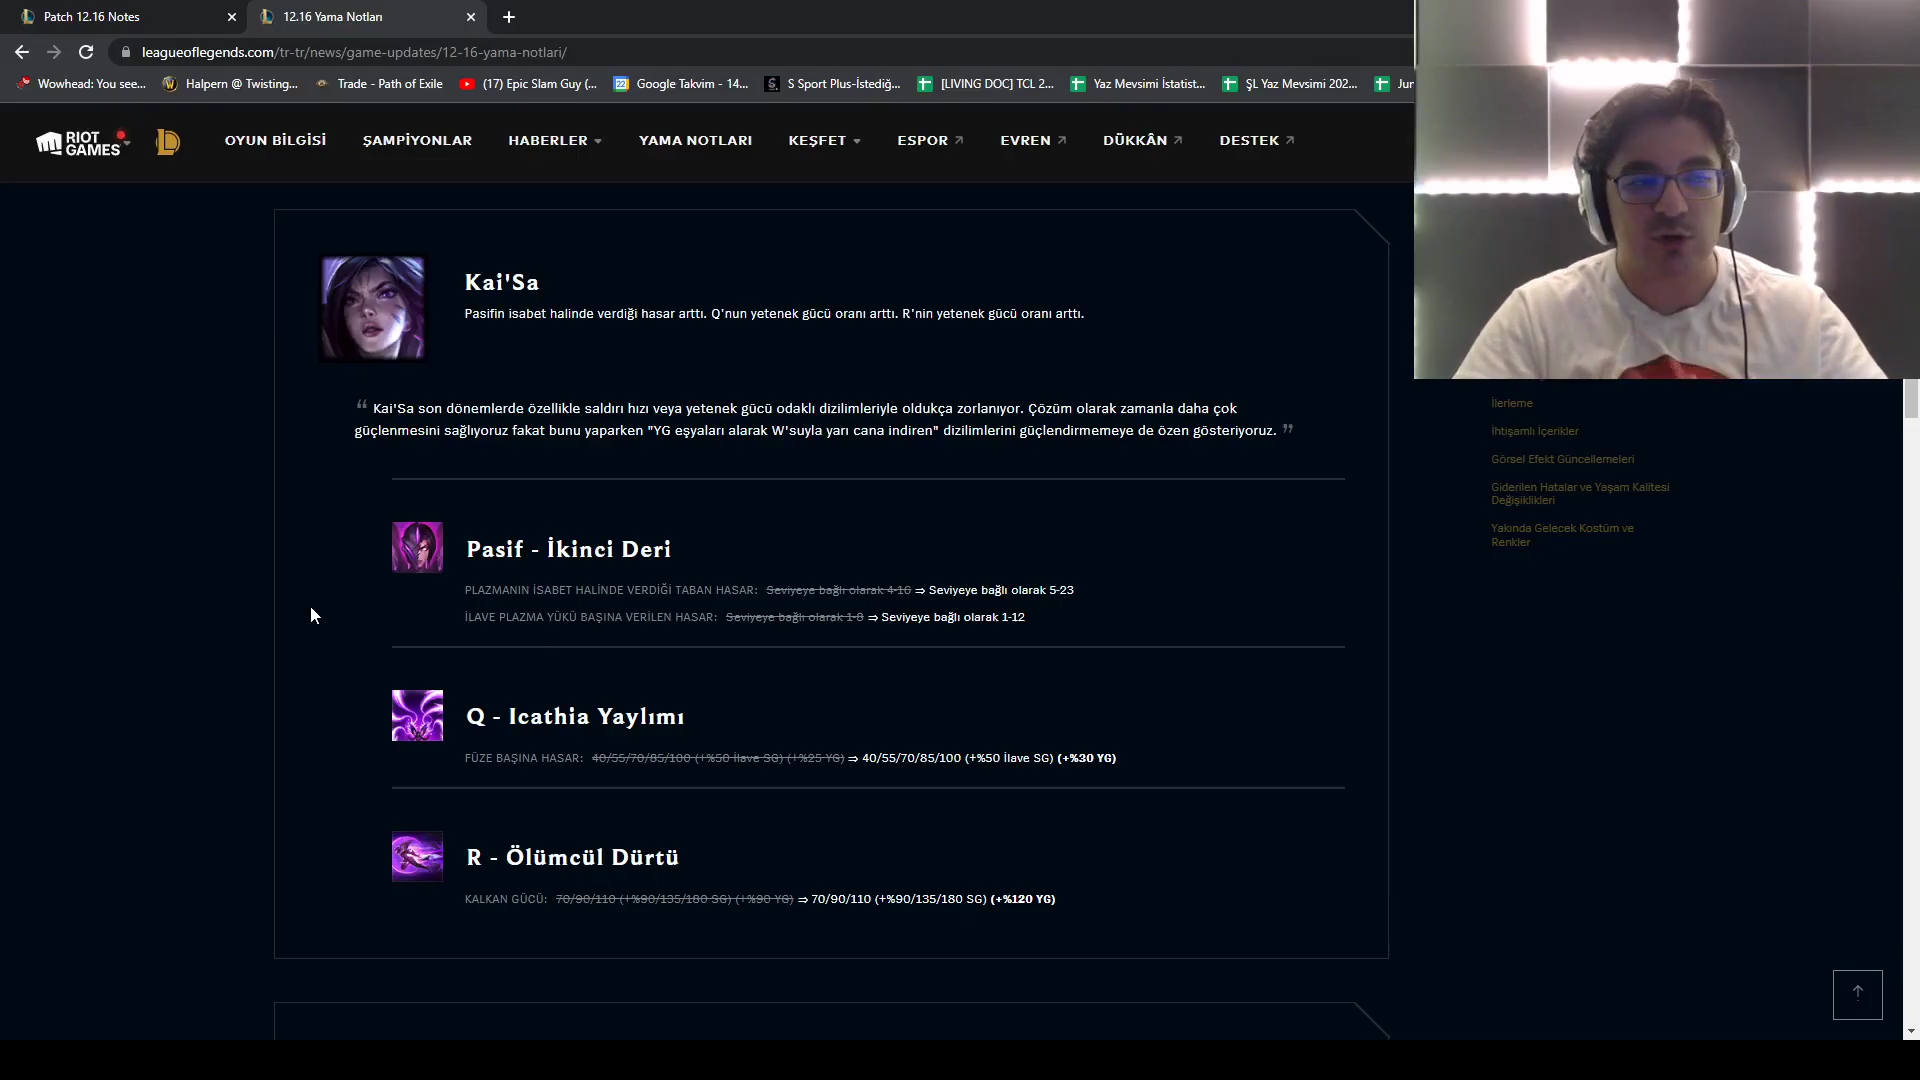 Patch 12.16 Notes
12.16 Yama Notları
leagueoflegends.com/tr-tr/news/game-updates/12-16-yama-notlari/
Wowhead: You see...
Halpern @ Twisting...
Trade - Path of Exile
(17) Epic Slam Guy (...
22
Google Takvim - 14...
S Sport Plus-İstediğ...
[LIVING DOC] TCL 2...
Yaz Mevsimi İstatist...
ŞL Yaz Mevsimi 202...
Jur
RIOT
GAMES
OYUN BİLGİSİ
ŞAMPİYONLAR
HABERLER
YAMA NOTLARI
KEŞFET
ESPOR
EVREN
DÜKKÂN
DESTEK
Kai'Sa
Pasifin isabet halinde verdiği hasar arttı. Q'nun yetenek gücü oranı arttı. R'nin yetenek gücü oranı arttı.
“ Kai'Sa son dönemlerde özellikle saldırı hızı veya yetenek gücü odaklı dizilimleriyle oldukça zorlanıyor. Çözüm olarak zamanla daha çok
güçlenmesini sağlıyoruz fakat bunu yaparken "YG eşyaları alarak W'suyla yarı cana indiren" dizilimlerini güçlendirmemeye de özen gösteriyoruz. ”
Pasif - İkinci Deri
PLAZMANIN İSABET HALİNDE VERDİĞİ TABAN HASAR: Seviyeye bağlı olarak 4-16 ⇒ Seviyeye bağlı olarak 5-23
İLAVE PLAZMA YÜKÜ BAŞINA VERİLEN HASAR: Seviyeye bağlı olarak 1-8 ⇒ Seviyeye bağlı olarak 1-12
Q - Icathia Yaylımı
FÜZE BAŞINA HASAR: 40/55/70/85/100 (+%50 İlave SG) (+%25 YG) ⇒ 40/55/70/85/100 (+%50 İlave SG) (+%30 YG)
R - Ölümcül Dürtü
KALKAN GÜCÜ: 70/90/110 (+%90/135/180 SG) (+%90 YG) ⇒ 70/90/110 (+%90/135/180 SG) (+%120 YG)
İlerleme
İhtişamlı İçerikler
Görsel Efekt Güncellemeleri
Giderilen Hatalar ve Yaşam Kalitesi
Değişiklikleri
Yakında Gelecek Kostüm ve
Renkler